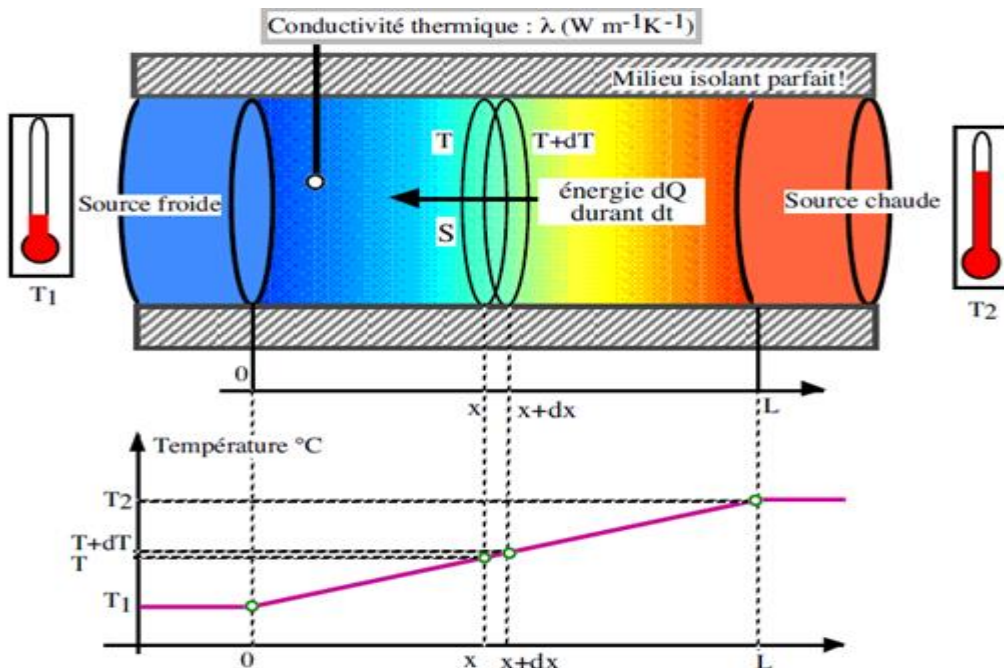 Conductivité thermique : λ (W m-1K-1)
Milieu isolant parfait!
T
T+dT
énergie dQ
durant dt
Source froide
Source chaude
S
T1
T2
0
x
x+dx
L
Température °C
T2
T+dT
T
T1
0
x
x+dx
L